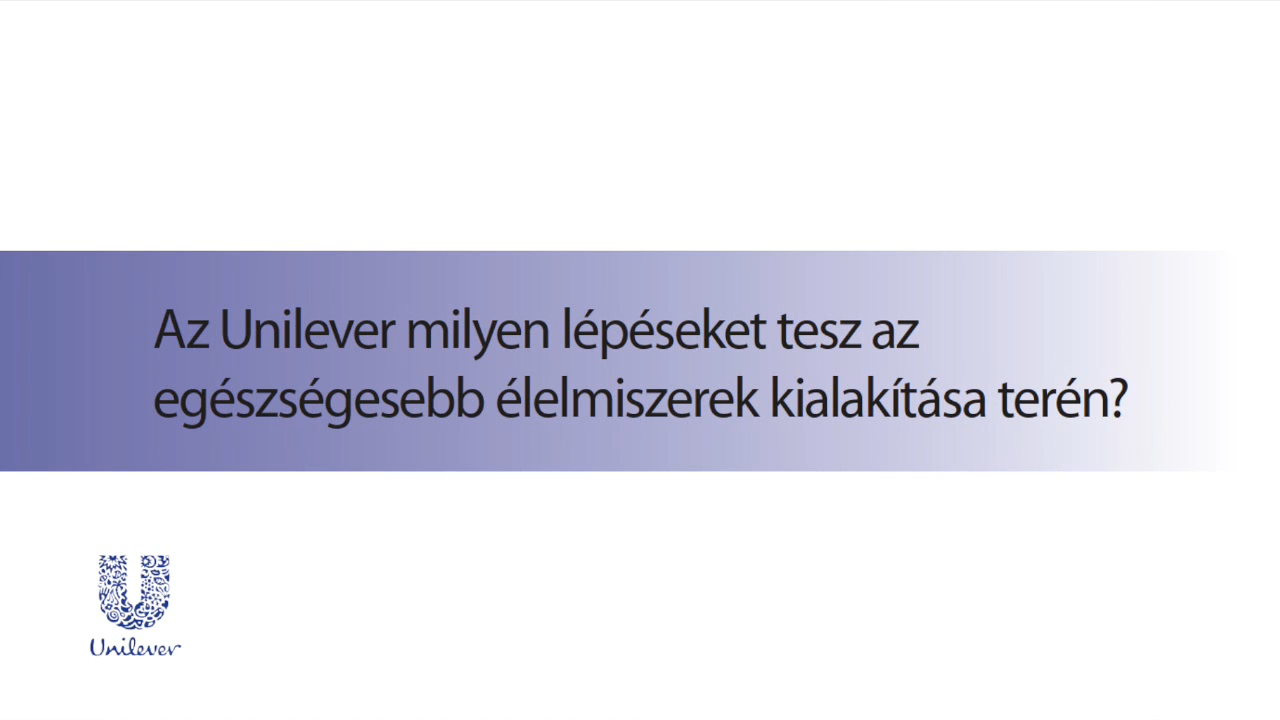 Az Unilever milyen lépéseket tesz az
egészségesebb élelmiszerek kialakítása terén?
Unilever